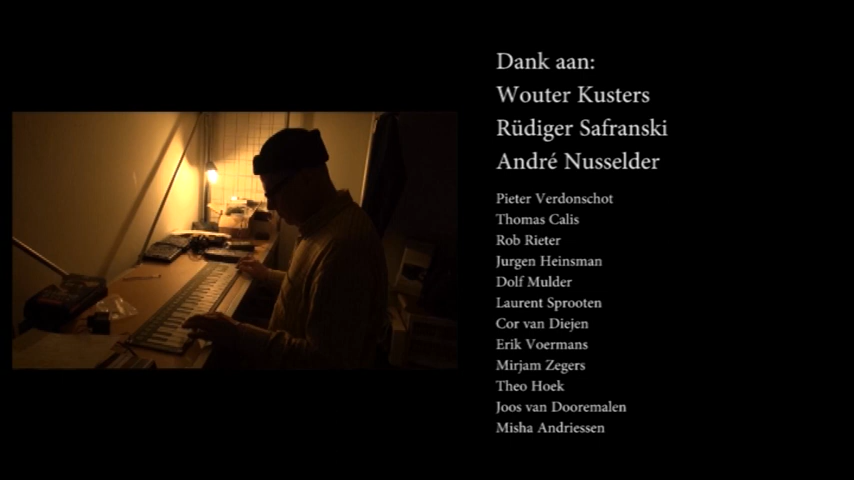 Dank aan:
Wouter Kusters
Rüdiger Safranski
André Nusselder
Pieter Verdonschot
Thomas Calis
Rob Rieter
Jurgen Heinsman
Dolf Mulder
Laurent Sprooten
Cor van Diejen
Erik Voermans
Mirjam Zegers
Theo Hoek
Joos van Dooremalen
Misha Andriessen